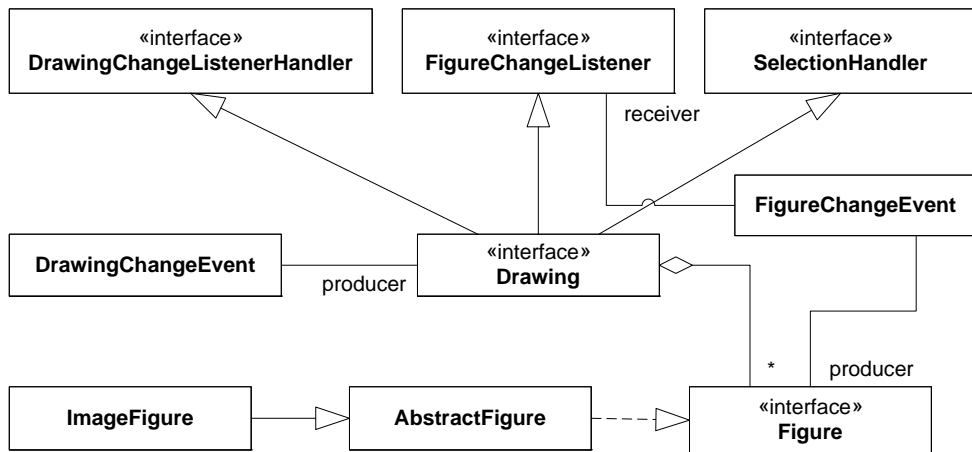 «interface»
DrawingChangeListenerHandler
«interface»
FigureChangeListener
«interface»
SelectionHandler
receiver
FigureChangeEvent
DrawingChangeEvent
producer
«interface»
Drawing
*
producer
ImageFigure
AbstractFigure
«interface»
Figure